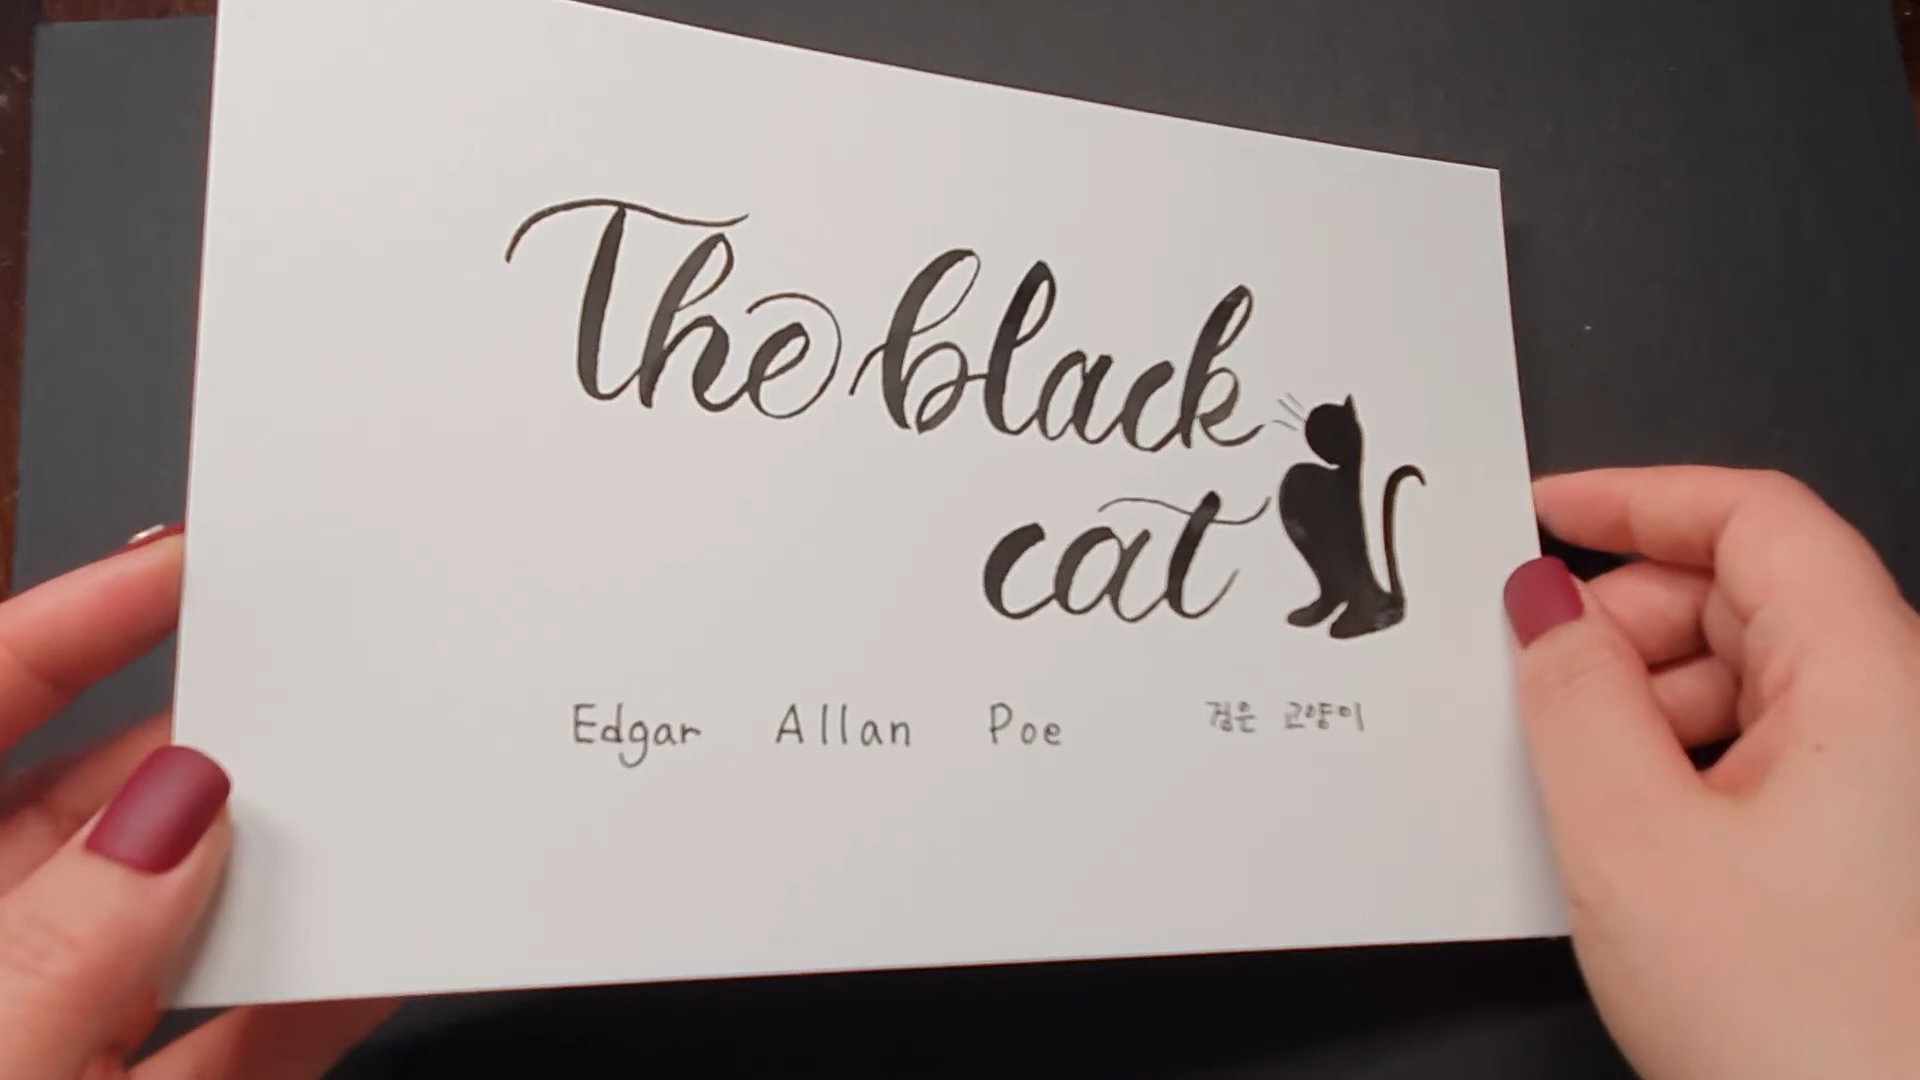 The black
cat
Edgar Allan Poe 검은 고양이